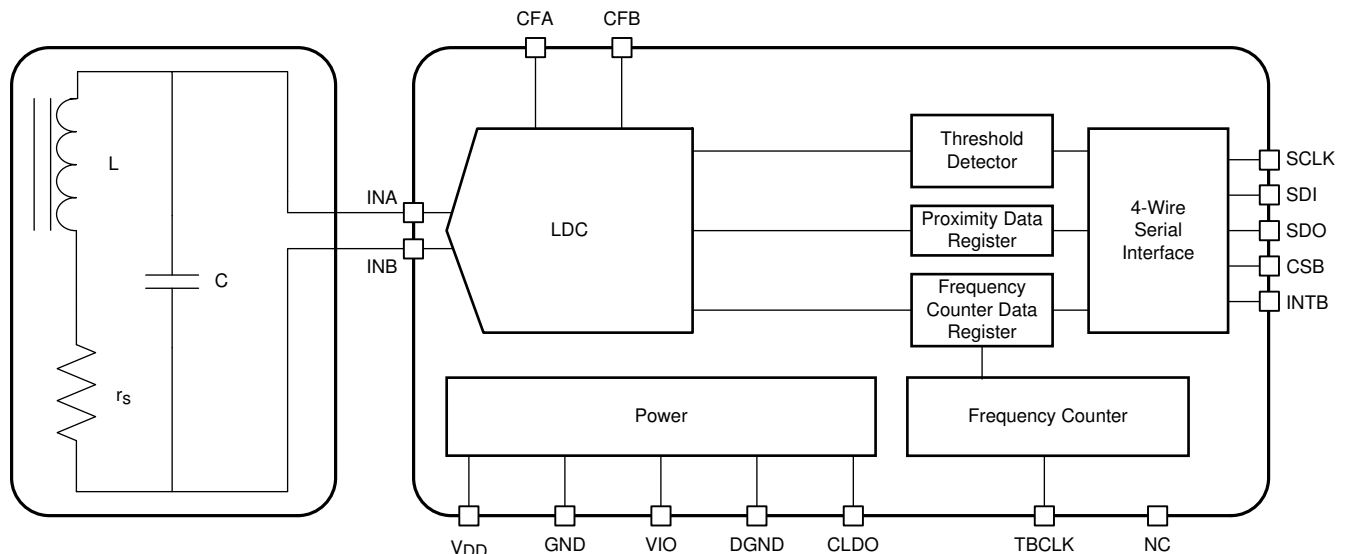 CFA
CFB
L
C
rS
INA
INB
LDC
Threshold
Detector
Proximity Data
Register
Frequency
Counter Data
Register
4-Wire
Serial
Interface
SCLK
SDI
SDO
CSB
INTB
Power
Frequency Counter
VDD
GND
VIO
DGND
CLDO
TBCLK
NC